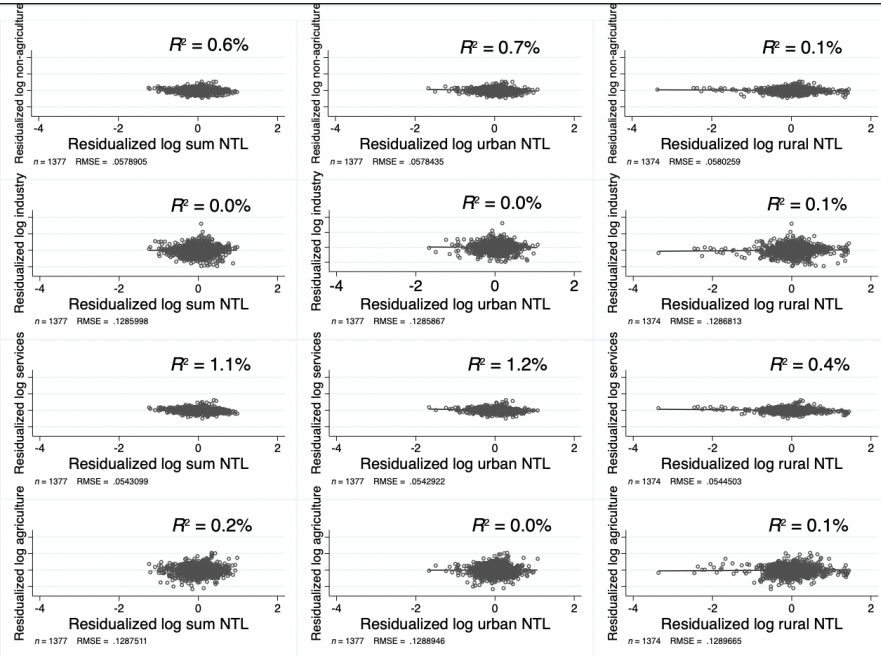 Residualized log non-agriculture
R² = 0.6%
-4 -2 0 2
Residualized log sum NTL
n = 1377 RMSE = .0578905
Residualized log non-agriculture
R² = 0.7%
-4 -2 0 2
Residualized log urban NTL
n = 1377 RMSE = .0578435
Residualized log non-agriculture
R² = 0.1%
-4 -2 0 2
Residualized log rural NTL
n = 1374 RMSE = .0580259
Residualized log industry
R² = 0.0%
-4 -2 0 2
Residualized log sum NTL
n = 1377 RMSE = .1285998
Residualized log industry
R² = 0.0%
-4 -2 0 2
Residualized log urban NTL
n = 1377 RMSE = .1285867
Residualized log industry
R² = 0.1%
-4 -2 0 2
Residualized log rural NTL
n = 1374 RMSE = .1286813
Residualized log services
R² = 1.1%
-4 -2 0 2
Residualized log sum NTL
n = 1377 RMSE = .0543099
Residualized log services
R² = 1.2%
-4 -2 0 2
Residualized log urban NTL
n = 1377 RMSE = .0542922
Residualized log services
R² = 0.4%
-4 -2 0 2
Residualized log rural NTL
n = 1374 RMSE = .0544503
Residualized log agriculture
R² = 0.2%
-4 -2 0 2
Residualized log sum NTL
n = 1377 RMSE = .1287511
Residualized log agriculture
R² = 0.0%
-4 -2 0 2
Residualized log urban NTL
n = 1377 RMSE = .1288946
Residualized log agriculture
R² = 0.1%
-4 -2 0 2
Residualized log rural NTL
n = 1374 RMSE = .1289665